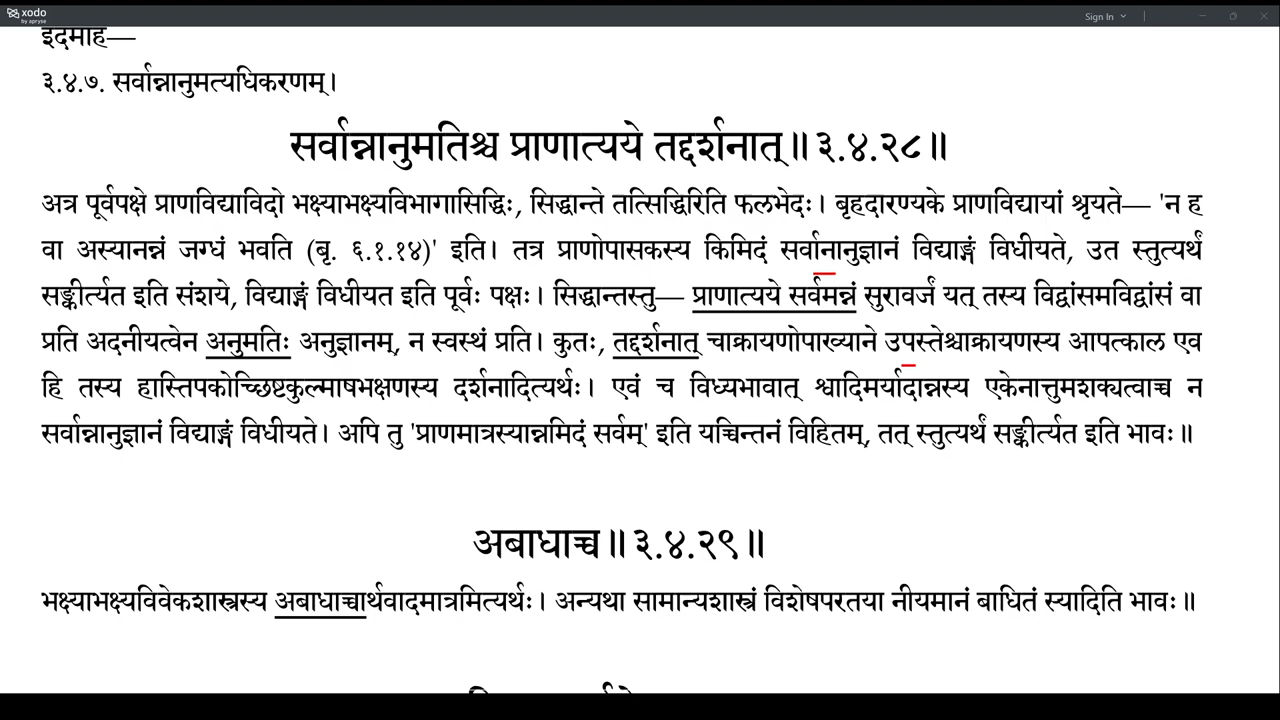 xodo
by apryse
Sign In
इदमाह—
३.४.७. सर्वान्नानुमत्यधिकरणम्।
सर्वान्नानुमतिश्च प्राणात्यये तद्दर्शनात्॥ ३.४.२८॥
अत्र पूर्वपक्षे प्राणविद्याविदो भक्ष्याभक्ष्यविभागासिद्धिः, सिद्धान्ते तत्सिद्धिरिति फलभेदः। बृहदारण्यके प्राणविद्यायां श्रूयते— 'न ह
वा अस्यानन्नं जग्धं भवति (बृ. ६.१.१४)' इति। तत्र प्राणोपासकस्य किमिदं सर्वानानुज्ञानं विद्याङ्गं विधीयते, उत स्तुत्यर्थं
सङ्कीर्त्यत इति संशये, विद्याङ्गं विधीयत इति पूर्वः पक्षः। सिद्धान्तस्तु— प्राणात्यये सर्वमन्नं सुरावर्जं यत् तस्य विद्वांसमविद्वांसं वा
प्रति अदनीयत्वेन अनुमतिः अनुज्ञानम्, न स्वस्थं प्रति। कुतः, तद्दर्शनात् चाक्रायणोपाख्याने उपस्तेश्चाक्रायणस्य आपत्काल एव
हि तस्य हास्तिपकोच्छिष्टकुल्माषभक्षणस्य दर्शनादित्यर्थः। एवं च विध्यभावात् श्वादिमर्यादान्नस्य एकेनात्तुमशक्यत्वाच्च न
सर्वान्नानुज्ञानं विद्याङ्गं विधीयते। अपि तु 'प्राणमात्रस्यान्नमिदं सर्वम्' इति यच्चिन्तनं विहितम्, तत् स्तुत्यर्थं सङ्कीर्त्यत इति भावः॥
अबाधाच्च॥ ३.४.२९॥
भक्ष्याभक्ष्यविवेकशास्त्रस्य अबाधाच्चार्थवादमात्रमित्यर्थः। अन्यथा सामान्यशास्त्रं विशेषपरतया नीयमानं बाधितं स्यादिति भावः॥